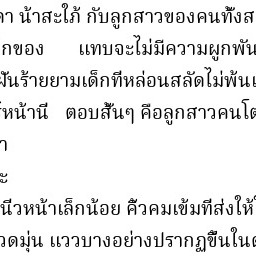 คา น้าสะใภ้ กับลูกสาวของคนทั้งส
กของ แทบจะไม่มีความผูกพัน
ฝันร้ายยามเด็กที่หล่อนสลัดไม่พ้น
หน้านี้ ตอบสั้นๆ คือลูกสาวคนโต
า
ะ
นิ่วหน้าเล็กน้อย คิ้วคมเข้มที่ส่งให้
วดมุ่น แววบางอย่างปรากฏขึ้นใน